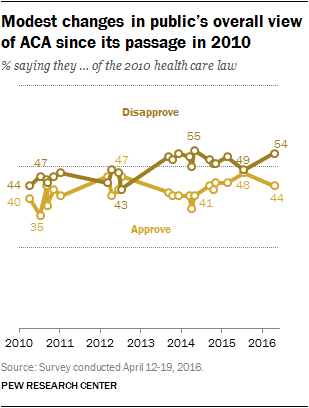 Modest changes in public's overall view
of ACA since its passage in 2010
% saying they ... of the 2010 health care law
Disapprove
55
54
47
47
49
44
48
40
43
41
44
35
Approve
2010 2011 2012 2013 2014 2015 2016
Source: Survey conducted April 12-19, 2016.
PEW RESEARCH CENTER